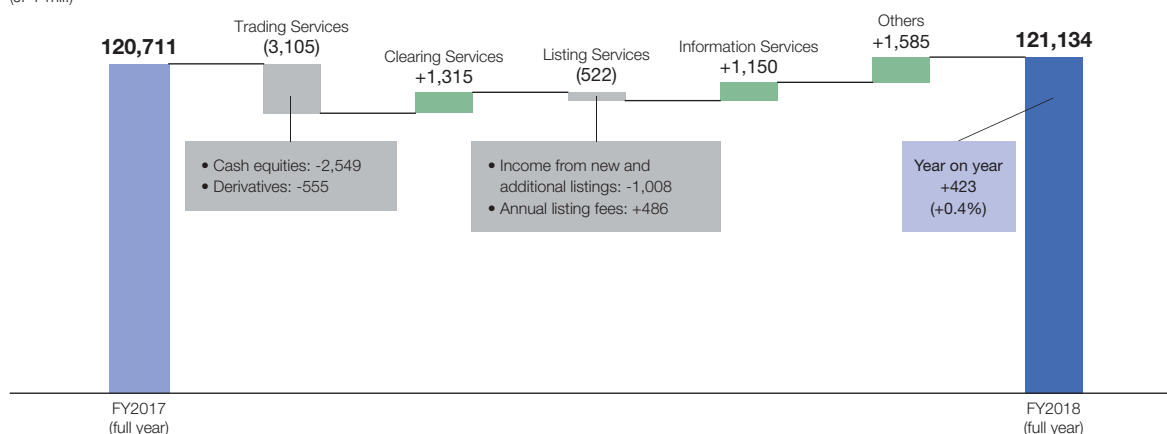 120,711
Trading Services
(3,105)
Clearing Services
+1,315
Listing Services
(522)
Information Services
+1,150
Others
+1,585
121,134
• Cash equities: -2,549
• Derivatives: -555
• Income from new and
additional listings: -1,008
• Annual listing fees: +486
Year on year
+423
(+0.4%)
FY2017
(full year)
FY2018
(full year)